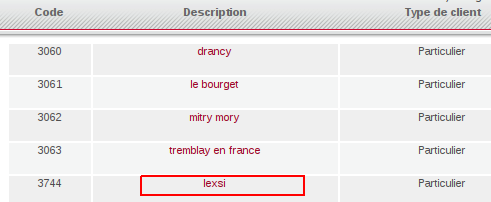 Code Description Type de client
3060 drancy Particulier
3061 le bourget Particulier
3062 mitry mory Particulier
3063 tremblay en france Particulier
3744 lexsi Particulier